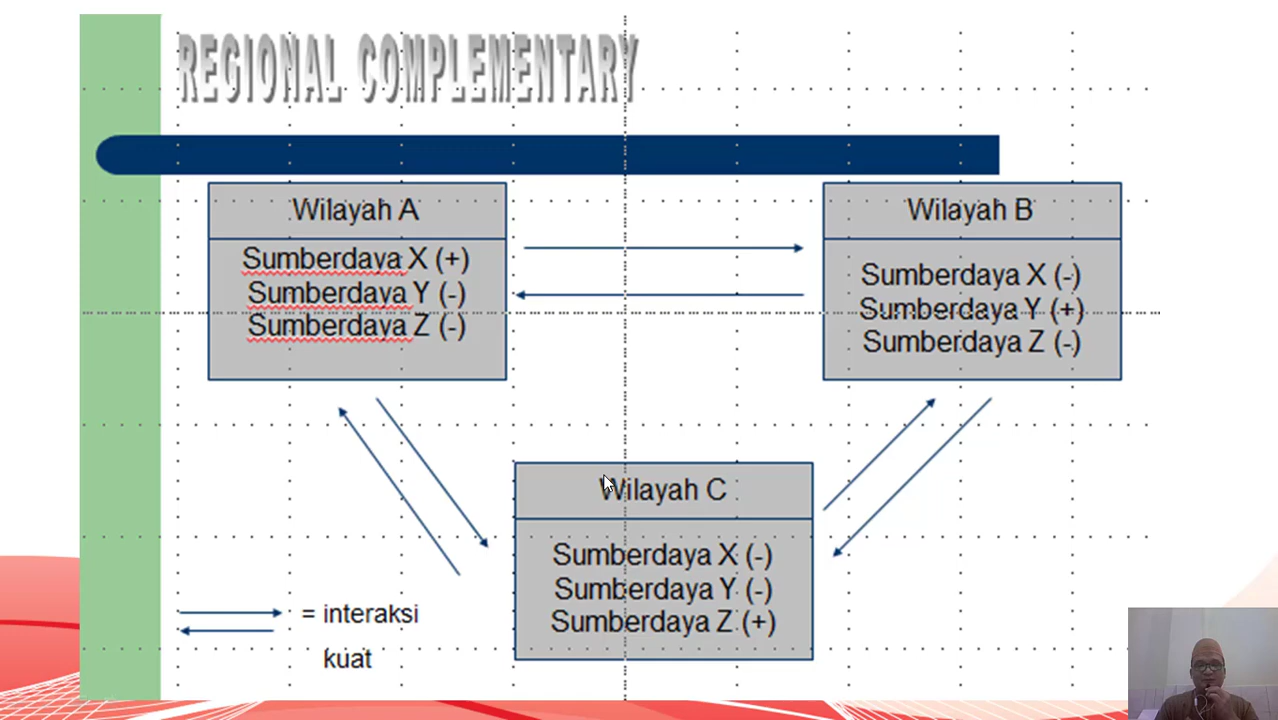 REGIONAL COMPLEMENTARY
Wilayah A
Sumberdaya X (+)
Sumberdaya Y (-)
Sumberdaya Z (-)
Wilayah B
Sumberdaya X (-)
Sumberdaya Y (+)
Sumberdaya Z (-)
Wilayah C
Sumberdaya X (-)
Sumberdaya Y (-)
Sumberdaya Z (+)
= interaksi
kuat